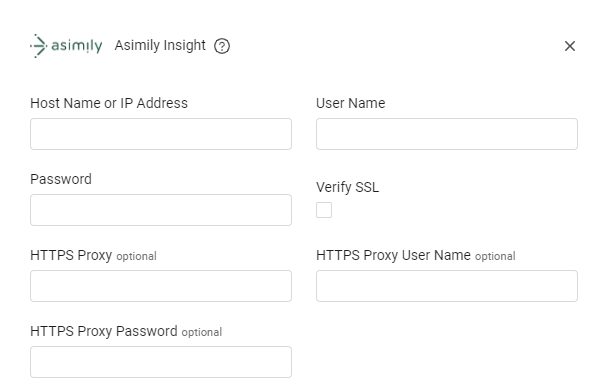 asimily Asimily Insight ?
Host Name or IP Address
User Name
Password
Verify SSL
HTTPS Proxy optional
HTTPS Proxy User Name optional
HTTPS Proxy Password optional